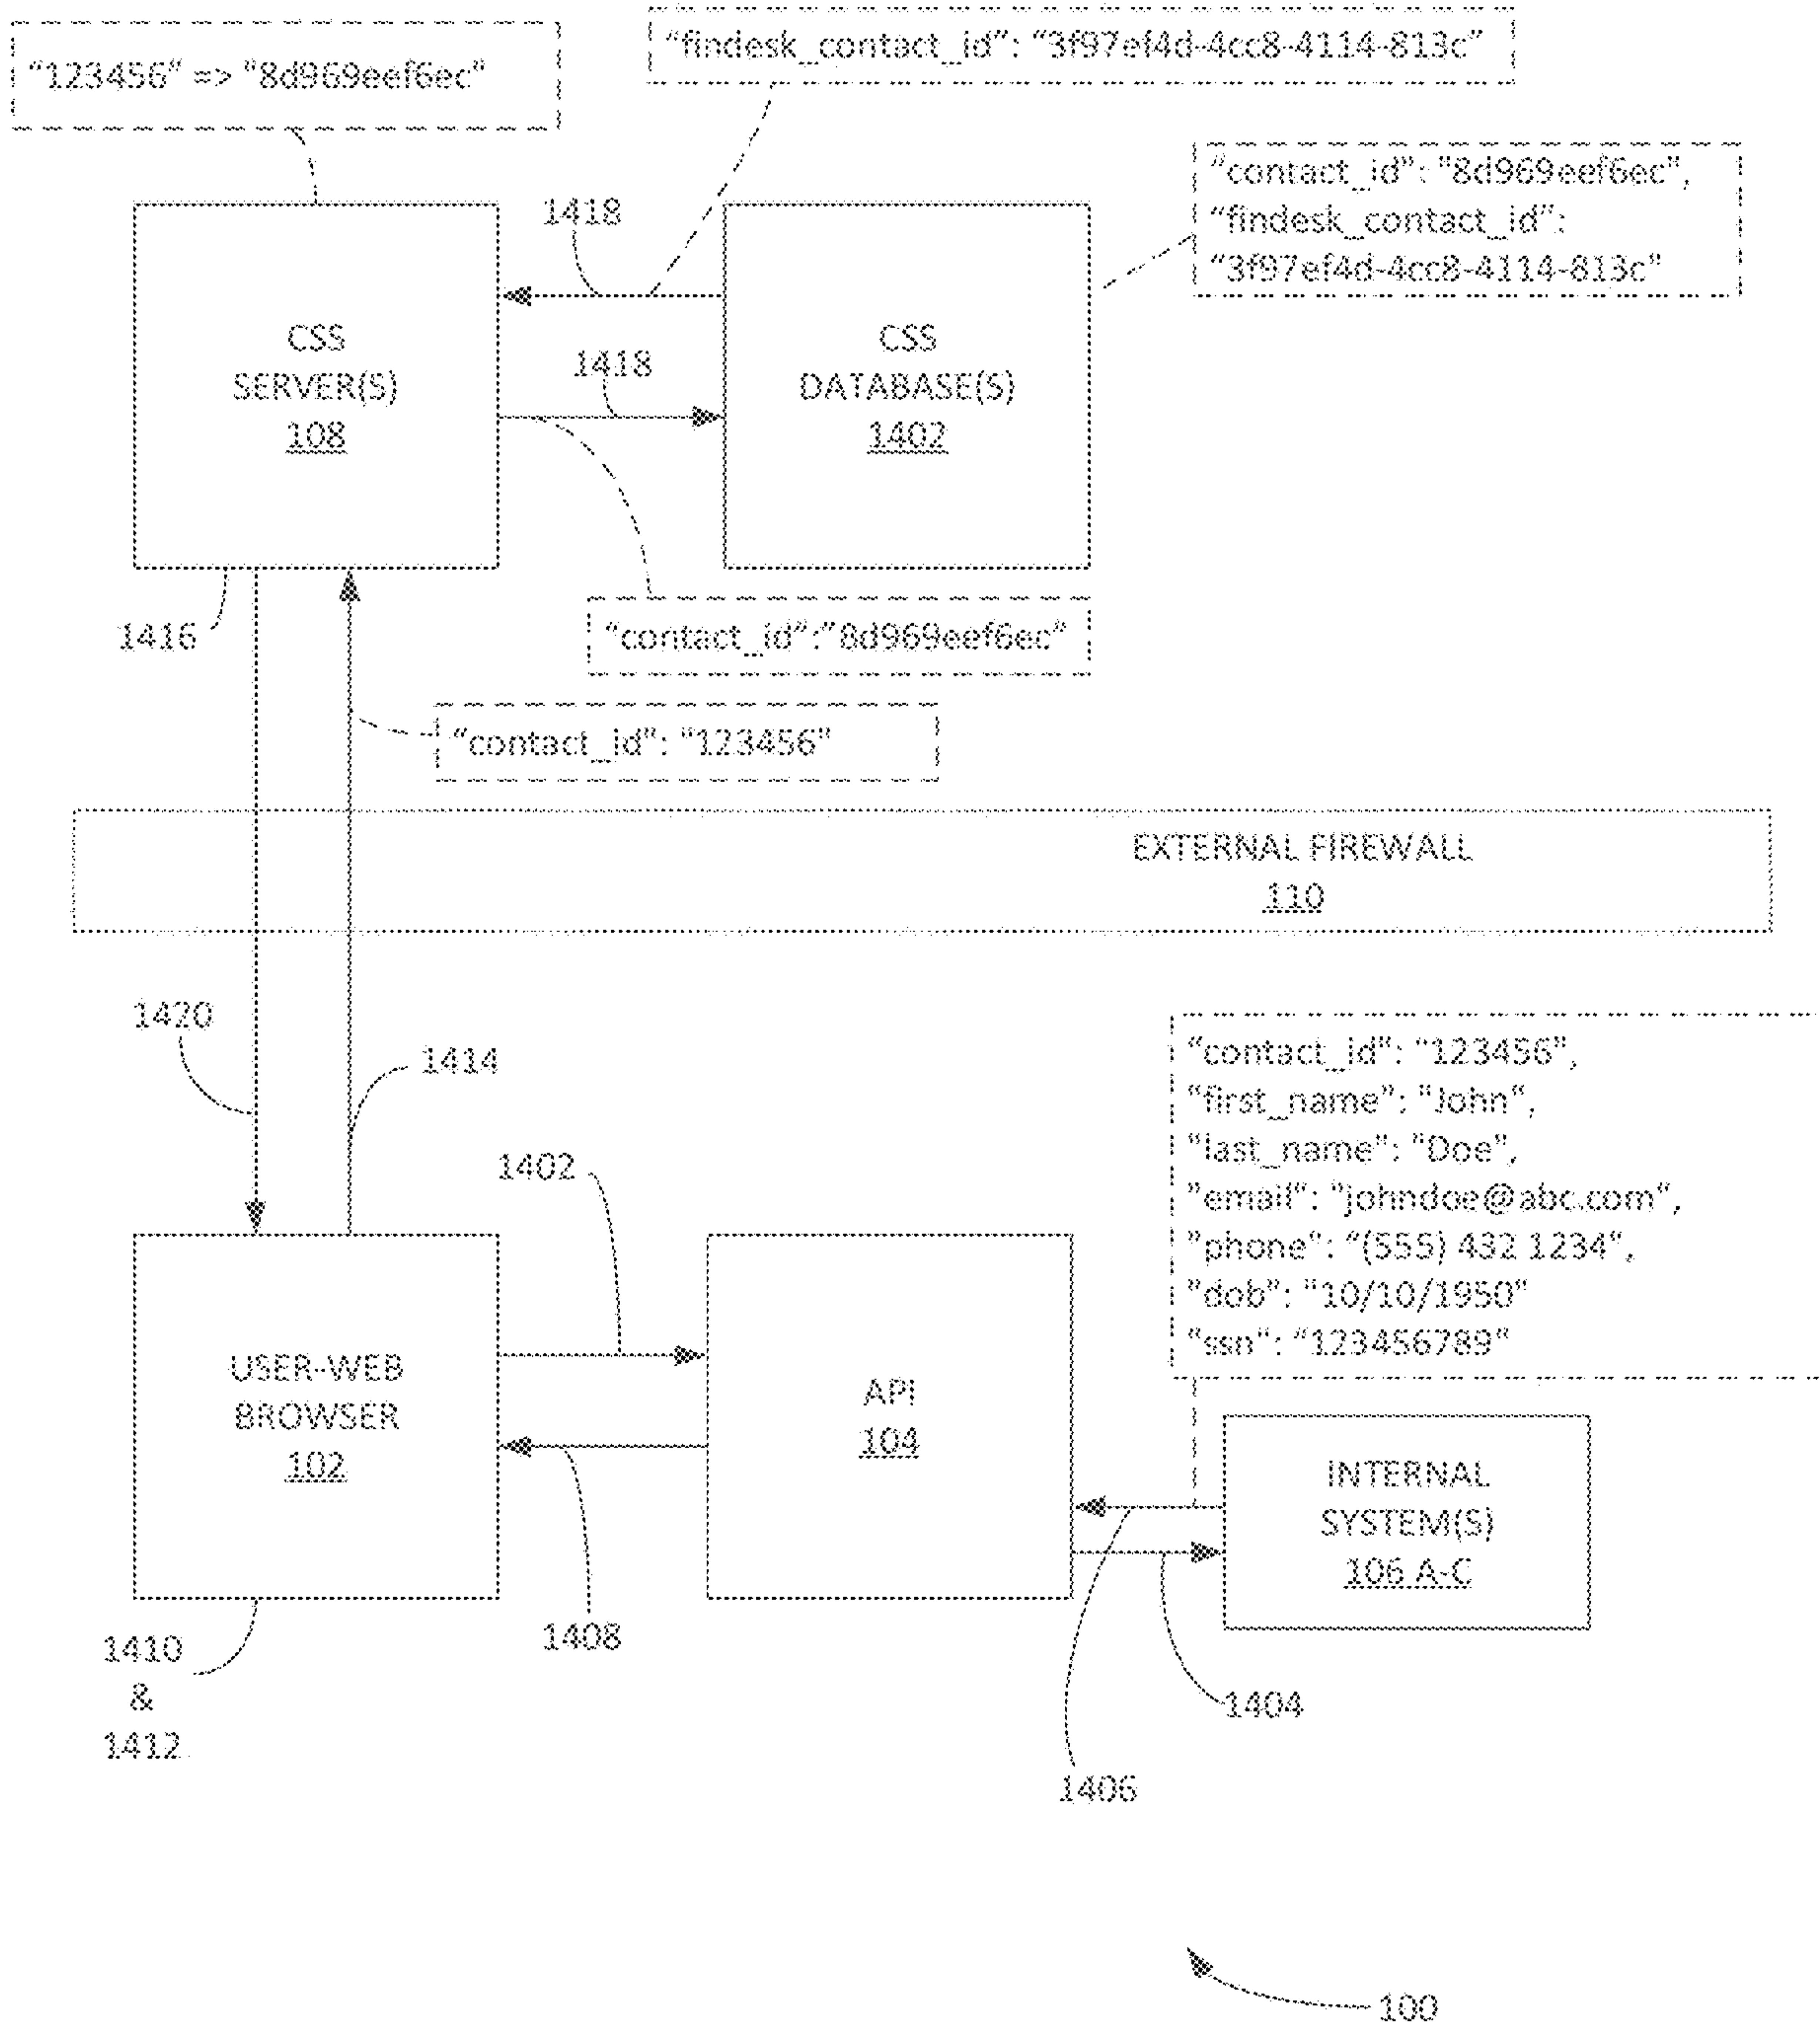 "123456" => "8d969eef6ec"
"findesk_contact_id": "3f97ef4d-4cc8-4114-813c"
"contact_id": "8d969eef6ec",
"findesk_contact_id":
"3f97ef4d-4cc8-4114-813c"
1418
CSS
SERVER(S)
108
1418
CSS
DATABASE(S)
1402
1416
"contact_id":"8d969eef6ec"
"contact_id": "123456"
EXTERNAL FIREWALL
110
1420
1414
"contact_id": "123456",
"first_name": "John",
"last_name": "Doe",
"email": "johndoe@abc.com",
"phone": "(555) 432 1234",
"dob": "10/10/1950"
"ssn": "123456789"
1402
USER-WEB
BROWSER
102
API
104
INTERNAL
SYSTEM(S)
106 A-C
1408
1410
&
1412
1404
1406
100